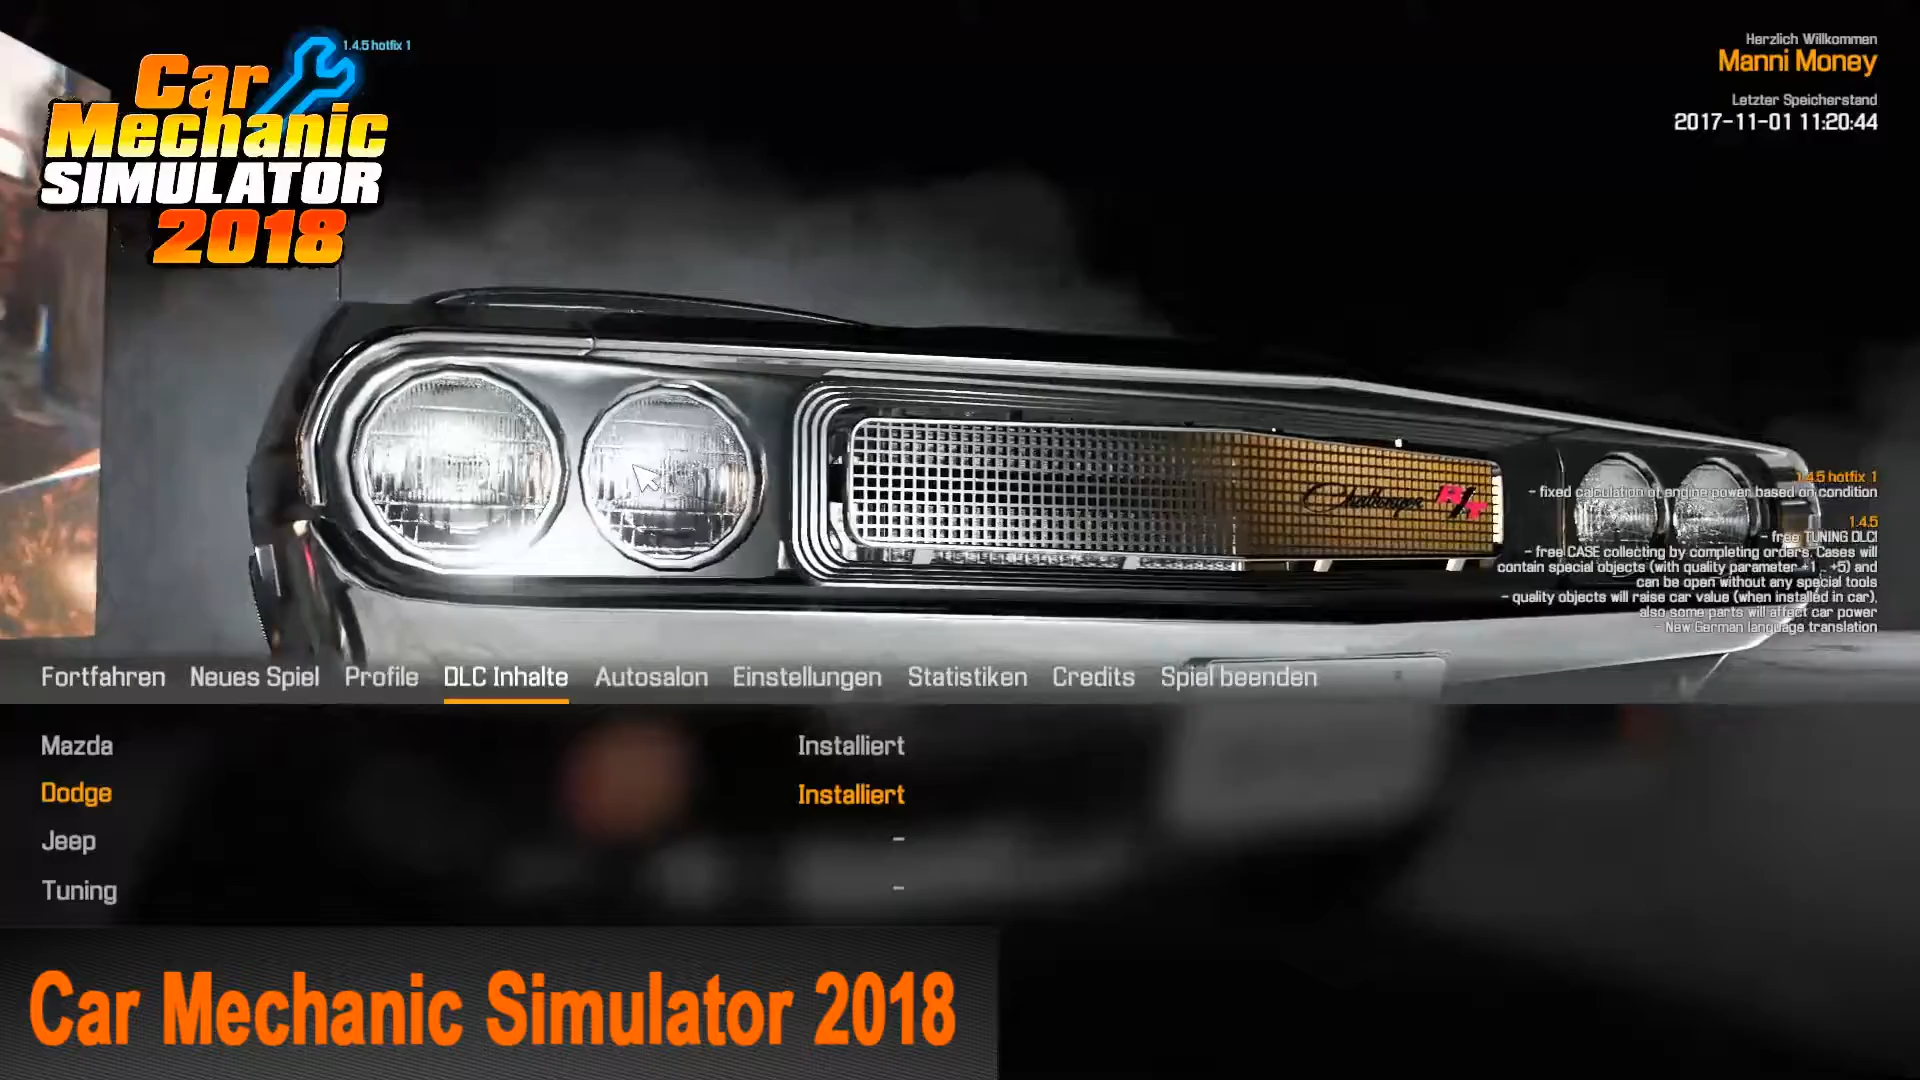 1.4.5 hotfix 1
Car
Mechanic
SIMULATOR
2018
Herzlich Willkommen
Manni Money
Letzter Speicherstand
2017-11-01 11:20:44
Challenger R/T
1.4.5 hotfix 1
- fixed calculation of engine power based on condition
1.4.5
- free TUNING DLC!
- free CASE collecting by completing orders. Cases will
contain special objects (with quality parameter +1 .. +5) and
can be open without any special tools
- quality objects will raise car value (when installed in car),
also some parts will affect car power
- New German language translation
Fortfahren Neues Spiel Profile DLC Inhalte Autosalon Einstellungen Statistiken Credits Spiel beenden
Mazda Installiert
Dodge Installiert
Jeep -
Tuning -
Car Mechanic Simulator 2018